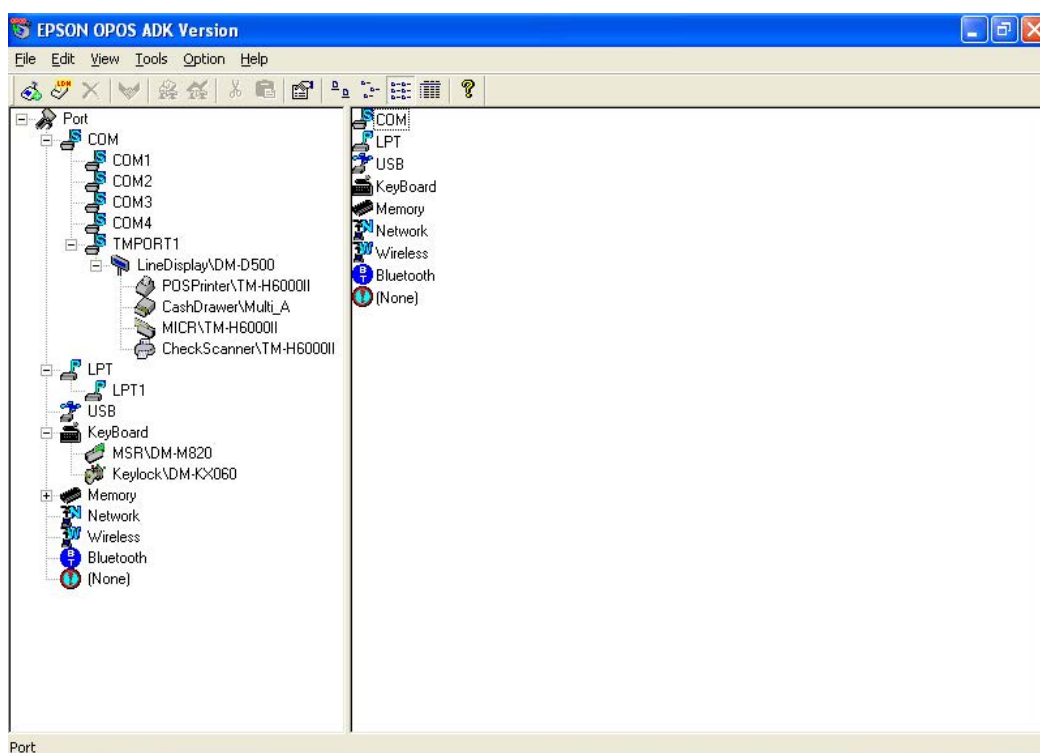 EPSON OPOS ADK Version
File Edit View Tools Option Help
Port
COM
COM1
COM2
COM3
COM4
TMPORT1
LineDisplay\DM-D500
POSPrinter\TM-H6000II
CashDrawer\Multi_A
MICR\TM-H6000II
CheckScanner\TM-H6000II
LPT
LPT1
USB
KeyBoard
MSR\DM-M820
Keylock\DM-KX060
Memory
Network
Wireless
Bluetooth
(None)
COM
LPT
USB
KeyBoard
Memory
Network
Wireless
Bluetooth
(None)
Port